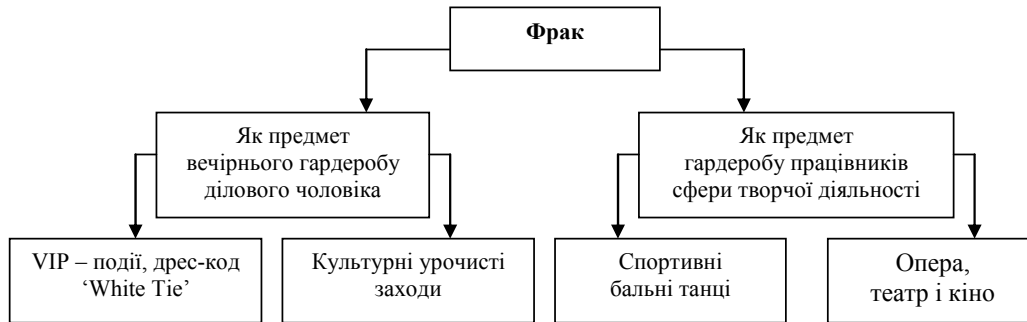 Фрак
Як предмет
вечірнього гардеробу
ділового чоловіка
Як предмет
гардеробу працівників
сфери творчої діяльності
VIP – події, дрес-код
‘White Tie’
Культурні урочисті
заходи
Спортивні
бальні танці
Опера,
театр і кіно